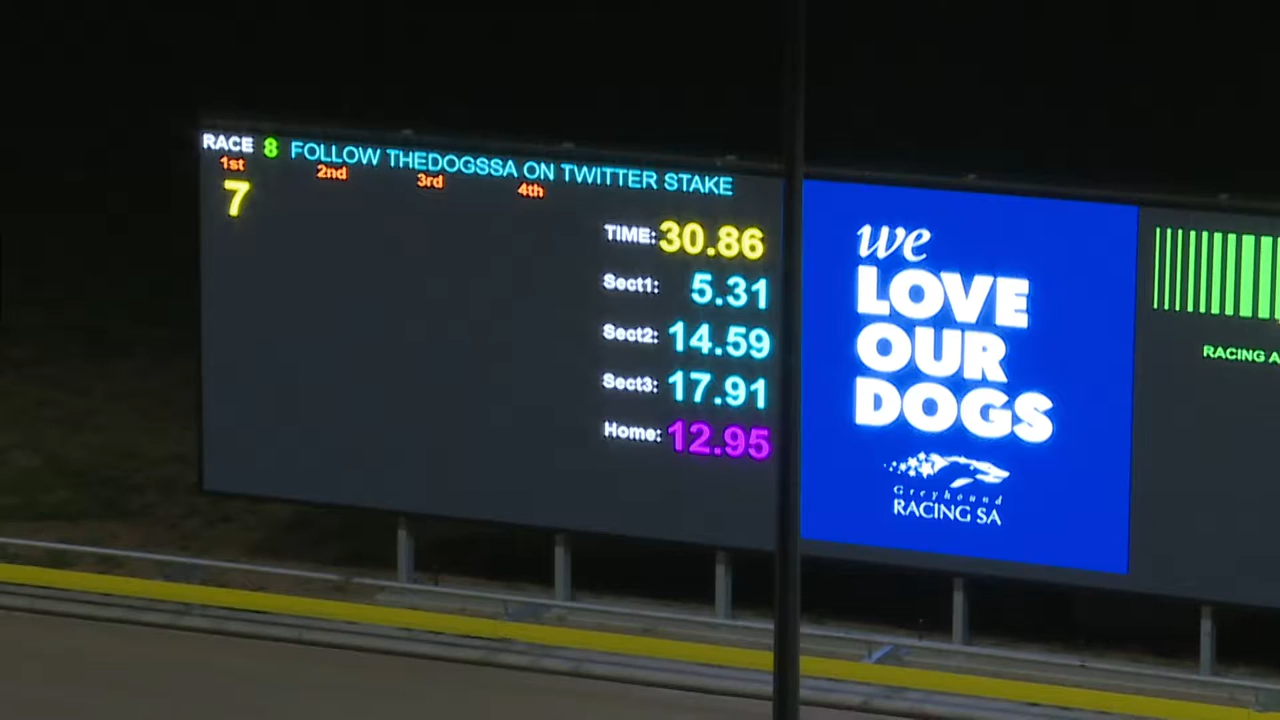 RACE 8 FOLLOW THEDOGSSA ON TWITTER STAKE
1st 2nd 3rd 4th
7
TIME: 30.86
Sect1: 5.31
Sect2: 14.59
Sect3: 17.91
Home: 12.95
we
LOVE
OUR
DOGS
Greyhound
RACING SA
RACING A